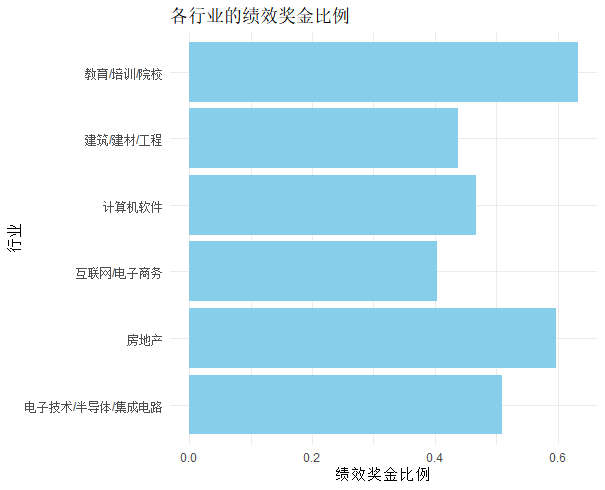 各行业的绩效奖金比例
教育/培训/院校
建筑/建材/工程
计算机软件
互联网/电子商务
房地产
电子技术/半导体/集成电路
行业
0.0 0.2 0.4 0.6
绩效奖金比例